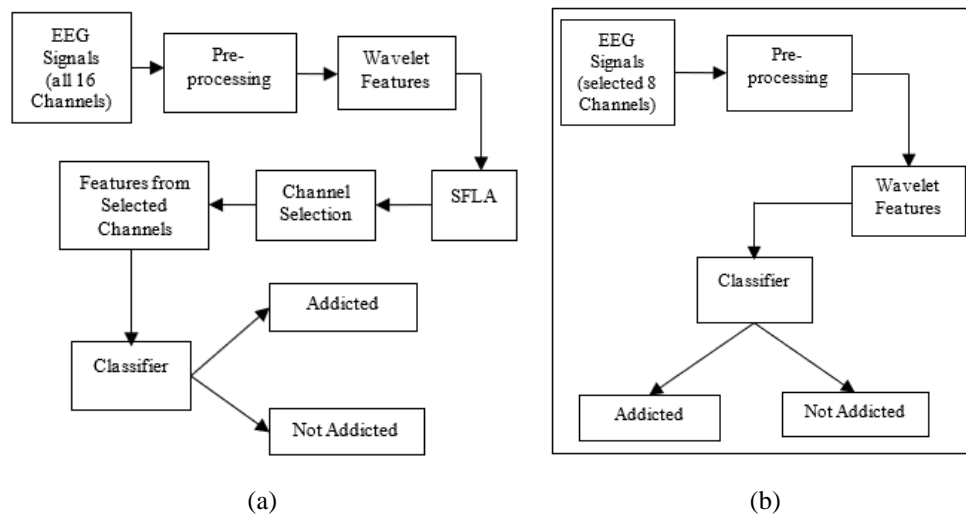 EEG
Signals
(all 16
Channels)
Pre-
processing
Wavelet
Features
SFLA
Channel
Selection
Features from
Selected
Channels
Classifier
Addicted
Not Addicted
(a)
EEG
Signals
(selected 8
Channels)
Pre-
processing
Wavelet
Features
Classifier
Addicted
Not Addicted
(b)